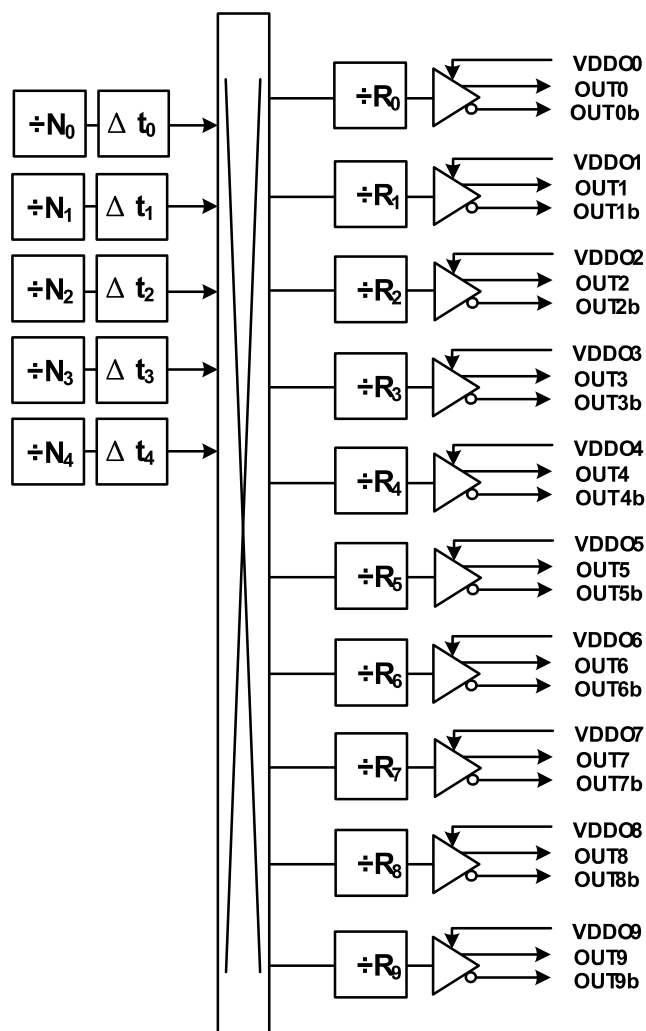 ÷N0 Δ t0
÷N1 Δ t1
÷N2 Δ t2
÷N3 Δ t3
÷N4 Δ t4
÷R0
VDDO0
OUT0
OUT0b
÷R1
VDDO1
OUT1
OUT1b
÷R2
VDDO2
OUT2
OUT2b
÷R3
VDDO3
OUT3
OUT3b
÷R4
VDDO4
OUT4
OUT4b
÷R5
VDDO5
OUT5
OUT5b
÷R6
VDDO6
OUT6
OUT6b
÷R7
VDDO7
OUT7
OUT7b
÷R8
VDDO8
OUT8
OUT8b
÷R9
VDDO9
OUT9
OUT9b